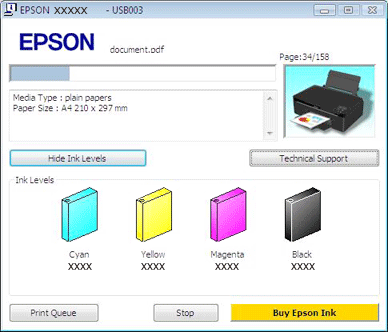 EPSON XXXXX - USB003
EPSON
document.pdf
Page:34/158
Media Type : plain papers
Paper Size : A4 210 x 297 mm
Hide Ink Levels
Technical Support
Ink Levels
Cyan Yellow Magenta Black
XXXX XXXX XXXX XXXX
Print Queue Stop Buy Epson Ink